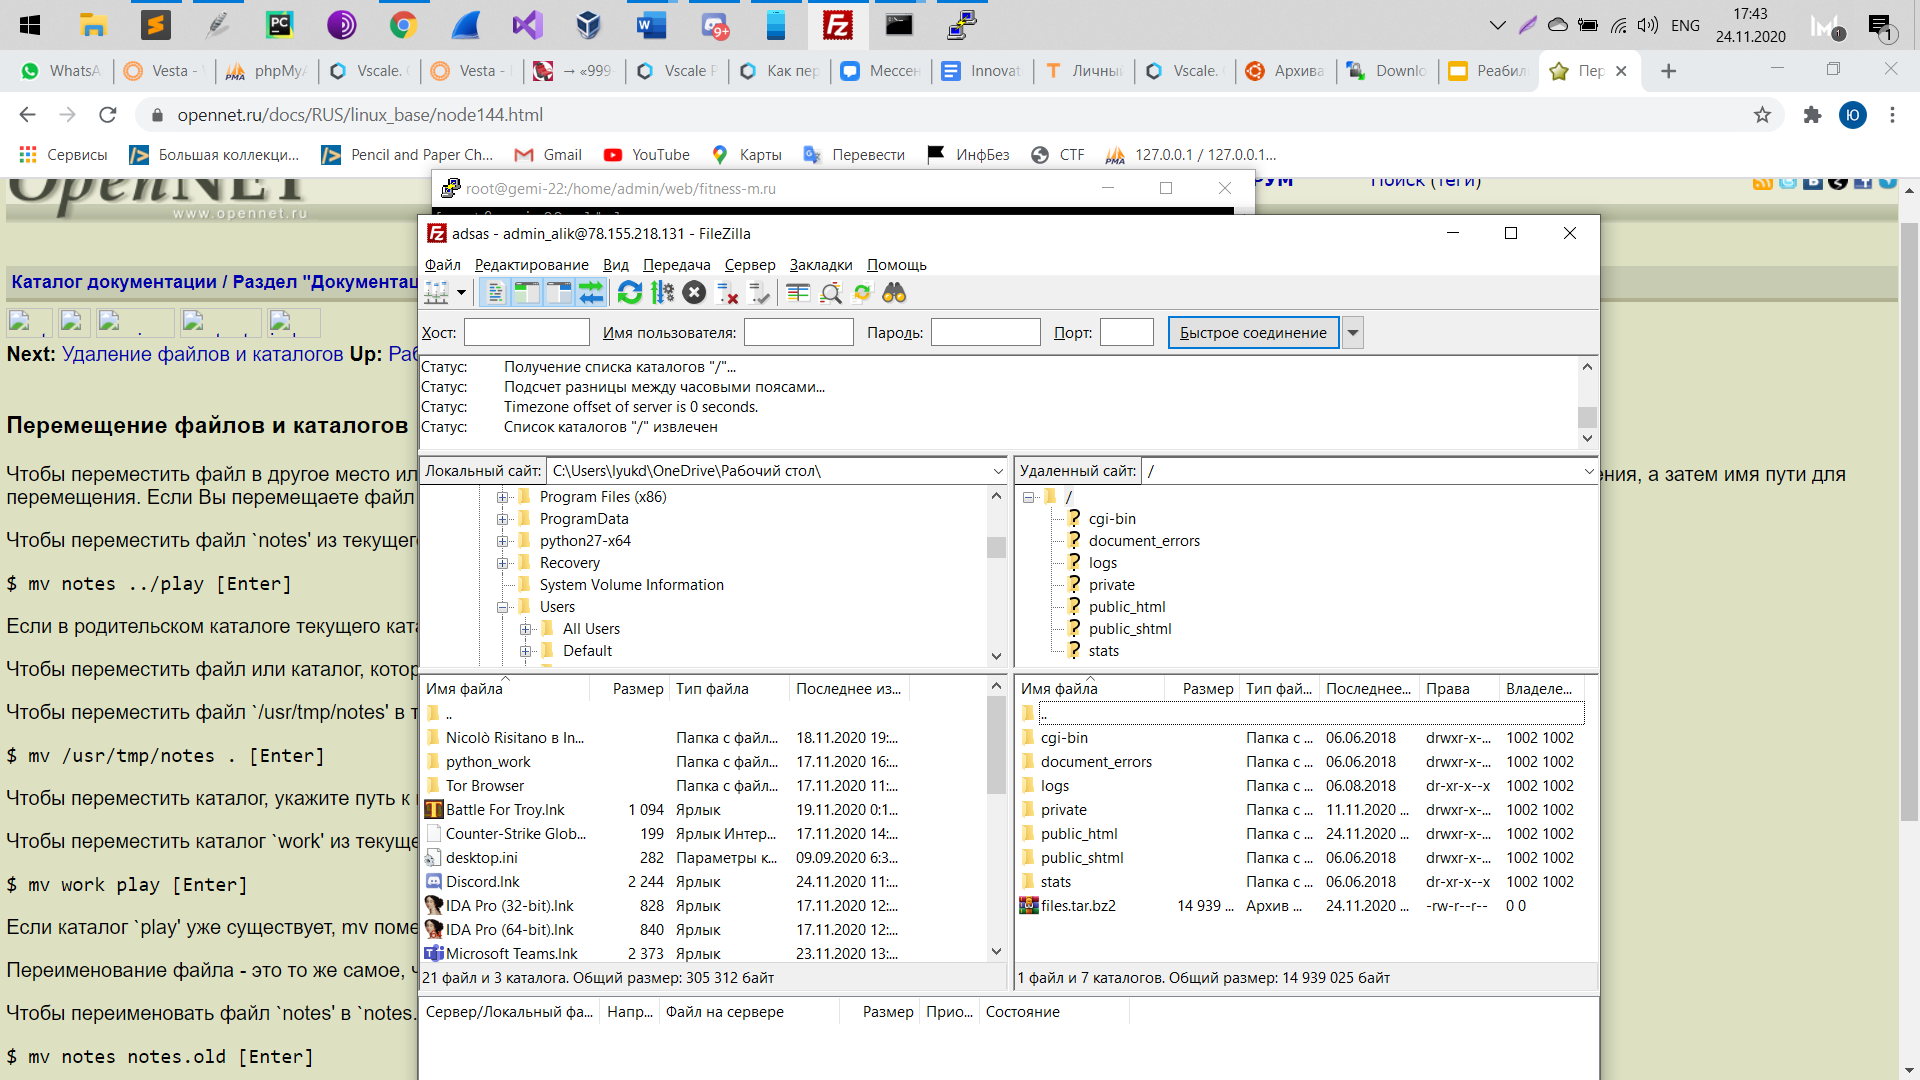 ENG
17:43
24.11.2020
9+
1
1
WhatsA
Vesta -
phpMyA
Vscale.
Vesta -
→ «999
Vscale
Как пер
Мессен
Innovat
Личны
Vscale.
Архива
Downlo
Реабил
Пер
opennet.ru/docs/RUS/linux_base/node144.html
Ю
Сервисы
Большая коллекци...
Pencil and Paper Ch...
Gmail
YouTube
Карты
Перевести
ИнфБез
CTF
127.0.0.1 / 127.0.0.1...
OpenNET
www.opennet.ru
РУМ
Поиск (теги)
root@gemi-22:/home/admin/web/fitness-m.ru
adsas - admin_alik@78.155.218.131 - FileZilla
Файл Редактирование Вид Передача Сервер Закладки Помощь
Хост: Имя пользователя: Пароль: Порт: Быстрое соединение
Статус: Получение списка каталогов "/"...
Статус: Подсчет разницы между часовыми поясами...
Статус: Timezone offset of server is 0 seconds.
Статус: Список каталогов "/" извлечен
Локальный сайт: C:\Users\lyukd\OneDrive\Рабочий стол\
Program Files (x86)
ProgramData
python27-x64
Recovery
System Volume Information
Users
All Users
Default
Удаленный сайт: /
/
cgi-bin
document_errors
logs
private
public_html
public_shtml
stats
Имя файла Размер Тип файла Последнее из...
..
Nicolò Risitano в In... Папка с файл... 18.11.2020 19:...
python_work Папка с файл... 17.11.2020 16:...
Tor Browser Папка с файл... 17.11.2020 11:...
Battle For Troy.lnk 1 094 Ярлык 19.11.2020 0:1...
Counter-Strike Glob... 199 Ярлык Интер... 17.11.2020 14:...
desktop.ini 282 Параметры к... 09.09.2020 6:3...
Discord.lnk 2 244 Ярлык 24.11.2020 11:...
IDA Pro (32-bit).lnk 828 Ярлык 17.11.2020 12:...
IDA Pro (64-bit).lnk 840 Ярлык 17.11.2020 12:...
Microsoft Teams.lnk 2 373 Ярлык 23.11.2020 13:...
21 файл и 3 каталога. Общий размер: 305 312 байт
Имя файла Размер Тип фай... Последнее... Права Владеле...
..
cgi-bin Папка с ... 06.06.2018 drwxr-x-... 1002 1002
document_errors Папка с ... 06.06.2018 drwxr-x-... 1002 1002
logs Папка с ... 06.08.2018 dr-xr-x--x 1002 1002
private Папка с ... 11.11.2020 ... drwxr-x-... 1002 1002
public_html Папка с ... 24.11.2020 ... drwxr-x-... 1002 1002
public_shtml Папка с ... 06.06.2018 drwxr-x-... 1002 1002
stats Папка с ... 06.06.2018 dr-xr-x--x 1002 1002
files.tar.bz2 14 939 ... Архив ... 24.11.2020 ... -rw-r--r-- 0 0
1 файл и 7 каталогов. Общий размер: 14 939 025 байт
Сервер/Локальный фа... Напр... Файл на сервере Размер Прио... Состояние
Каталог документации / Раздел "Документац
Next: Удаление файлов и каталогов Up: Раб
Перемещение файлов и каталогов
Чтобы переместить файл в другое место ил
ния, а затем имя пути для
перемещения. Если Вы перемещаете файл
Чтобы переместить файл `notes' из текущего
$ mv notes ../play [Enter]
Если в родительском каталоге текущего ката
Чтобы переместить файл или каталог, котор
Чтобы переместить файл `/usr/tmp/notes' в т
$ mv /usr/tmp/notes . [Enter]
Чтобы переместить каталог, укажите путь к
Чтобы переместить каталог `work' из текуще
$ mv work play [Enter]
Если каталог `play' уже существует, mv поме
Переименование файла - это то же самое, ч
Чтобы переименовать файл `notes' в `notes.
$ mv notes notes.old [Enter]